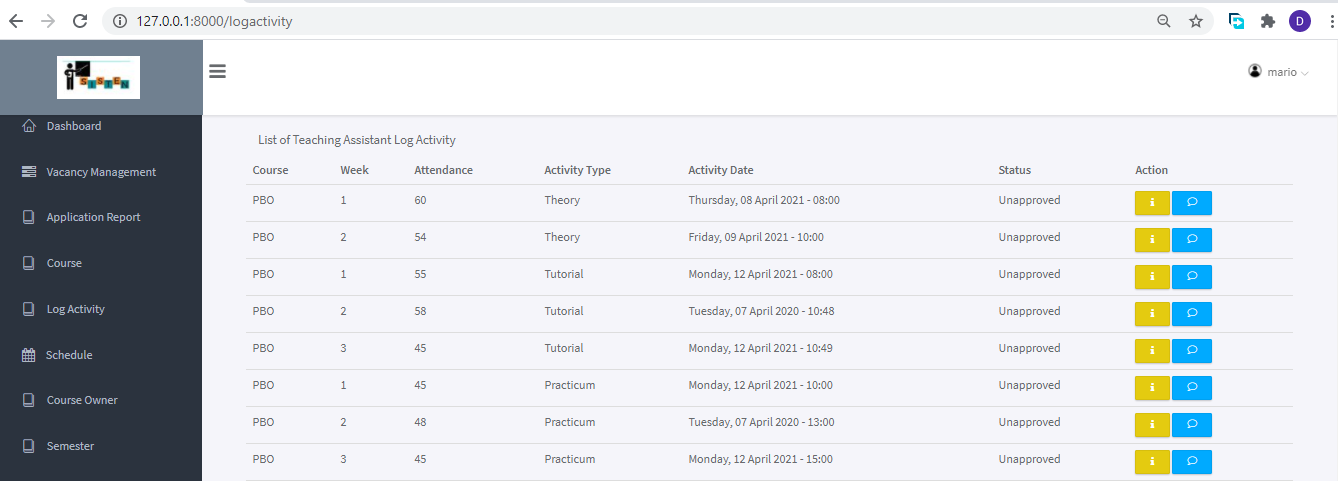 127.0.0.1:8000/logactivity
D
SISTEN
mario
Dashboard
Vacancy Management
Application Report
Course
Log Activity
Schedule
Course Owner
Semester
List of Teaching Assistant Log Activity
Course Week Attendance Activity Type Activity Date Status Action
PBO 1 60 Theory Thursday, 08 April 2021 - 08:00 Unapproved
PBO 2 54 Theory Friday, 09 April 2021 - 10:00 Unapproved
PBO 1 55 Tutorial Monday, 12 April 2021 - 08:00 Unapproved
PBO 2 58 Tutorial Tuesday, 07 April 2020 - 10:48 Unapproved
PBO 3 45 Tutorial Monday, 12 April 2021 - 10:49 Unapproved
PBO 1 45 Practicum Monday, 12 April 2021 - 10:00 Unapproved
PBO 2 48 Practicum Tuesday, 07 April 2020 - 13:00 Unapproved
PBO 3 45 Practicum Monday, 12 April 2021 - 15:00 Unapproved